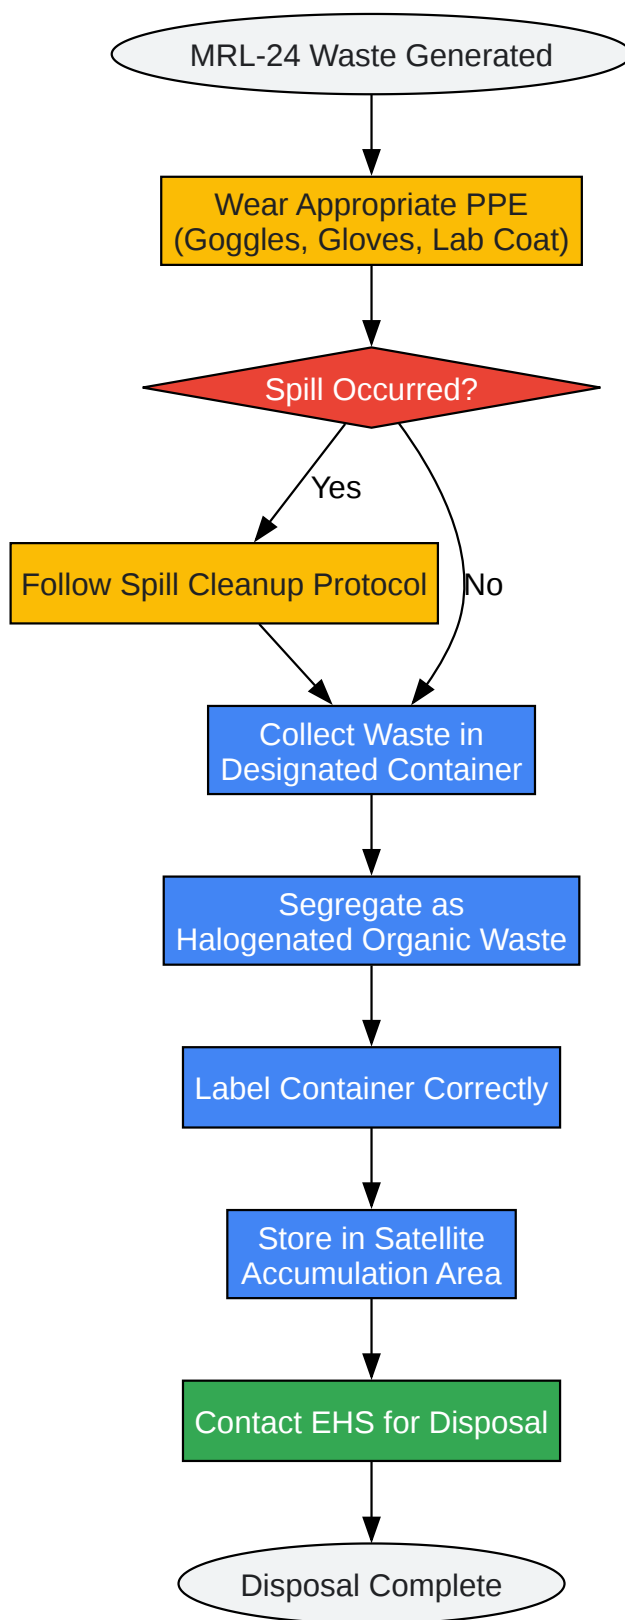 MRL-24 Waste Generated
Wear Appropriate PPE
(Goggles, Gloves, Lab Coat)
Spill Occurred?
Yes
Follow Spill Cleanup Protocol
No
Collect Waste in
Designated Container
Segregate as
Halogenated Organic Waste
Label Container Correctly
Store in Satellite
Accumulation Area
Contact EHS for Disposal
Disposal Complete